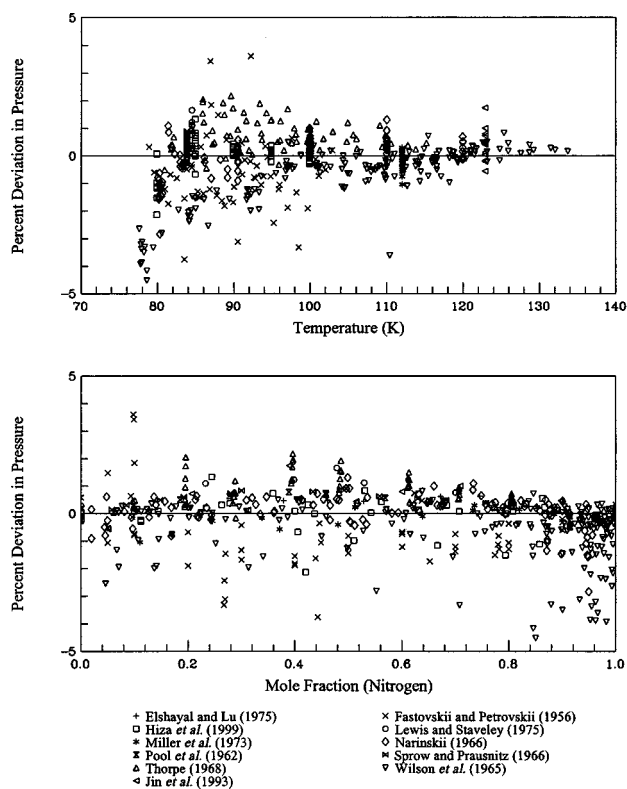 5
0
-5
Percent Deviation in Pressure
70 80 90 100 110 120 130 140
Temperature (K)
5
0
-5
Percent Deviation in Pressure
0.0 0.2 0.4 0.6 0.8 1.0
Mole Fraction (Nitrogen)
+ Elshayal and Lu (1975)
Hiza et al. (1999)
Miller et al. (1973)
Pool et al. (1962)
Thorpe (1968)
Jin et al. (1993)
× Fastovskii and Petrovskii (1956)
Lewis and Staveley (1975)
Narinskii (1966)
Sprow and Prausnitz (1966)
Wilson et al. (1965)